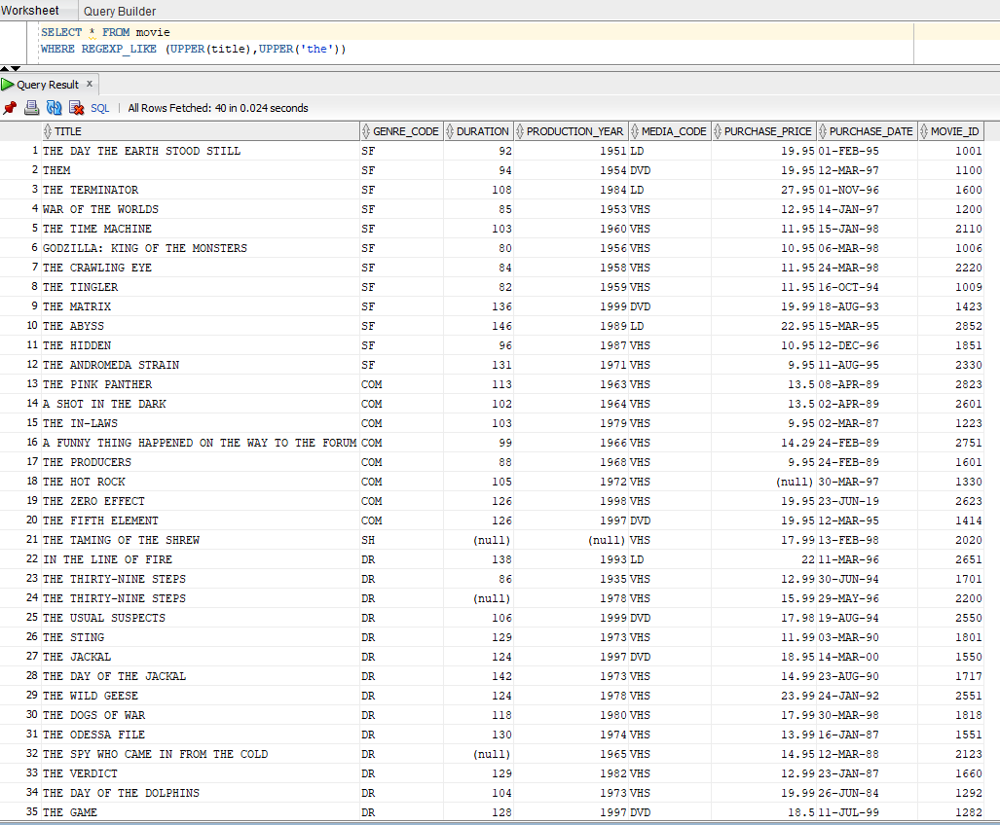 Worksheet Query Builder
SELECT * FROM movie
WHERE REGEXP_LIKE (UPPER(title),UPPER('the'))
Query Result x
SQL | All Rows Fetched: 40 in 0.024 seconds
TITLE GENRE_CODE DURATION PRODUCTION_YEAR MEDIA_CODE PURCHASE_PRICE PURCHASE_DATE MOVIE_ID
1 THE DAY THE EARTH STOOD STILL SF 92 1951 LD 19.95 01-FEB-95 1001
2 THEM SF 94 1954 DVD 19.95 12-MAR-97 1100
3 THE TERMINATOR SF 108 1984 LD 27.95 01-NOV-96 1600
4 WAR OF THE WORLDS SF 85 1953 VHS 12.95 14-JAN-97 1200
5 THE TIME MACHINE SF 103 1960 VHS 11.95 15-JAN-98 2110
6 GODZILLA: KING OF THE MONSTERS SF 80 1956 VHS 10.95 06-MAR-98 1006
7 THE CRAWLING EYE SF 84 1958 VHS 11.95 24-MAR-98 2220
8 THE TINGLER SF 82 1959 VHS 11.95 16-OCT-94 1009
9 THE MATRIX SF 136 1999 DVD 19.99 18-AUG-93 1423
10 THE ABYSS SF 146 1989 LD 22.95 15-MAR-95 2852
11 THE HIDDEN SF 96 1987 VHS 10.95 12-DEC-96 1851
12 THE ANDROMEDA STRAIN SF 131 1971 VHS 9.95 11-AUG-95 2330
13 THE PINK PANTHER COM 113 1963 VHS 13.5 08-APR-89 2823
14 A SHOT IN THE DARK COM 102 1964 VHS 13.5 02-APR-89 2601
15 THE IN-LAWS COM 103 1979 VHS 9.95 02-MAR-87 1223
16 A FUNNY THING HAPPENED ON THE WAY TO THE FORUM COM 99 1966 VHS 14.29 24-FEB-89 2751
17 THE PRODUCERS COM 88 1968 VHS 9.95 24-FEB-89 1601
18 THE HOT ROCK COM 105 1972 VHS (null) 30-MAR-97 1330
19 THE ZERO EFFECT COM 126 1998 VHS 19.95 23-JUN-19 2623
20 THE FIFTH ELEMENT COM 126 1997 DVD 19.95 12-MAR-95 1414
21 THE TAMING OF THE SHREW SH (null) (null) VHS 17.99 13-FEB-98 2020
22 IN THE LINE OF FIRE DR 138 1993 LD 22 11-MAR-96 2651
23 THE THIRTY-NINE STEPS DR 86 1935 VHS 12.99 30-JUN-94 1701
24 THE THIRTY-NINE STEPS DR (null) 1978 VHS 15.99 29-MAY-96 2200
25 THE USUAL SUSPECTS DR 106 1999 DVD 17.98 19-AUG-94 2550
26 THE STING DR 129 1973 VHS 11.99 03-MAR-90 1801
27 THE JACKAL DR 124 1997 DVD 18.95 14-MAR-00 1550
28 THE DAY OF THE JACKAL DR 142 1973 VHS 14.99 23-AUG-90 1717
29 THE WILD GEESE DR 124 1978 VHS 23.99 24-JAN-92 2551
30 THE DOGS OF WAR DR 118 1980 VHS 17.99 30-MAR-98 1818
31 THE ODESSA FILE DR 130 1974 VHS 13.99 16-JAN-87 1551
32 THE SPY WHO CAME IN FROM THE COLD DR (null) 1965 VHS 14.95 12-MAR-88 2123
33 THE VERDICT DR 129 1982 VHS 12.99 23-JAN-87 1660
34 THE DAY OF THE DOLPHINS DR 104 1973 VHS 19.99 26-JUN-84 1292
35 THE GAME DR 128 1997 DVD 18.5 11-JUL-99 1282